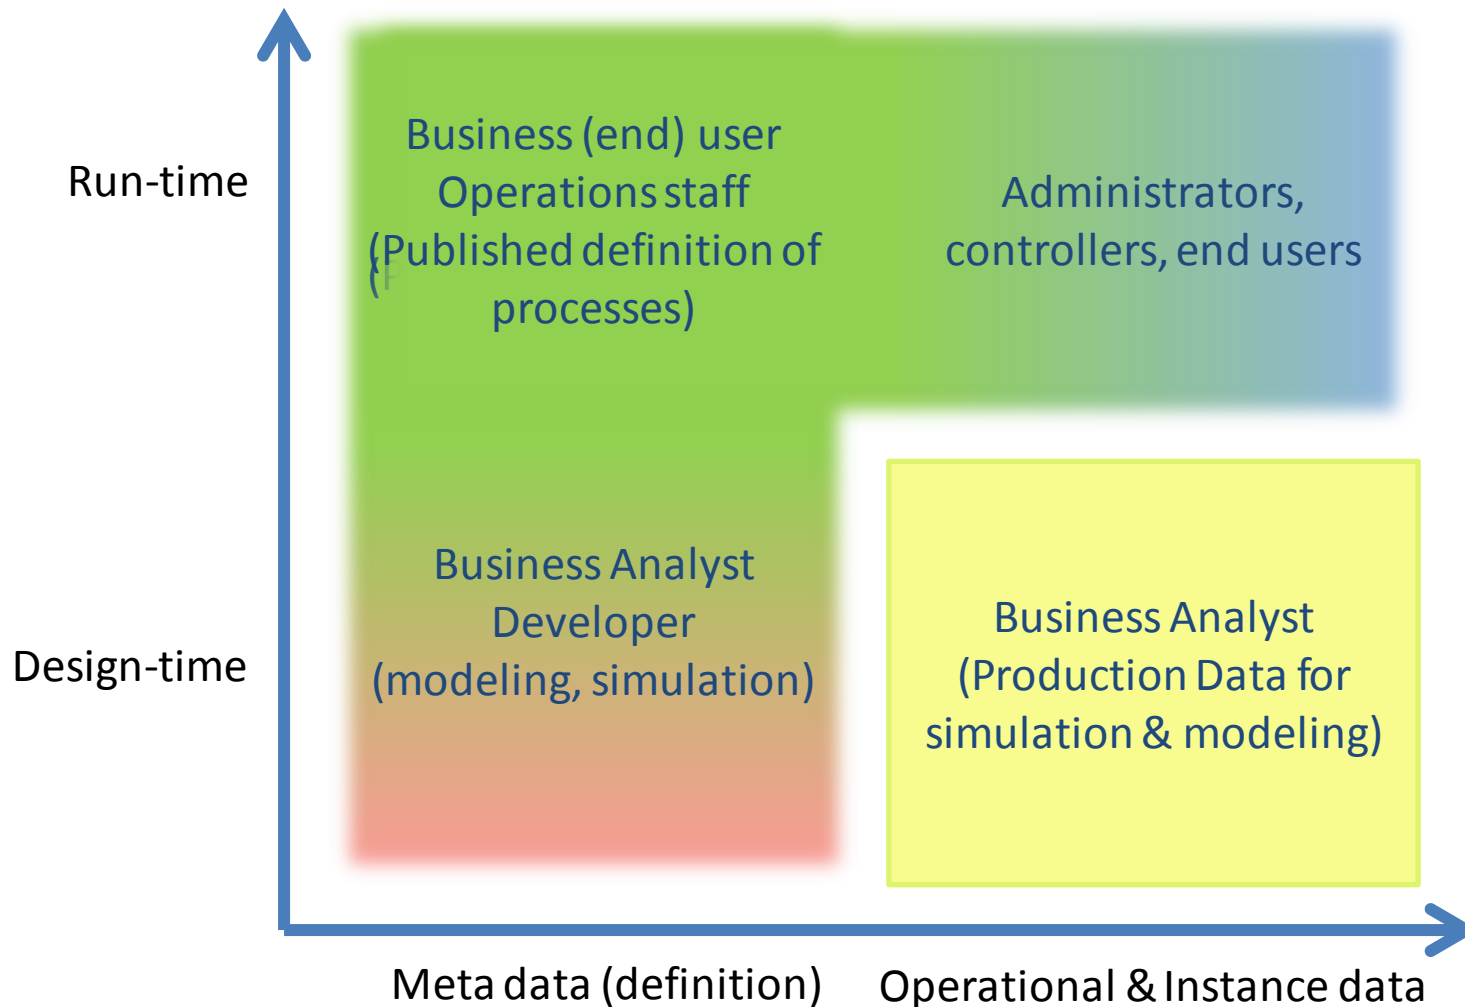 Run-time
Business (end) user
Operations staff
(Published definition of
processes)
Administrators,
controllers, end users
Design-time
Business Analyst
Developer
(modeling, simulation)
Business Analyst
(Production Data for
simulation & modeling)
Meta data (definition)
Operational & Instance data